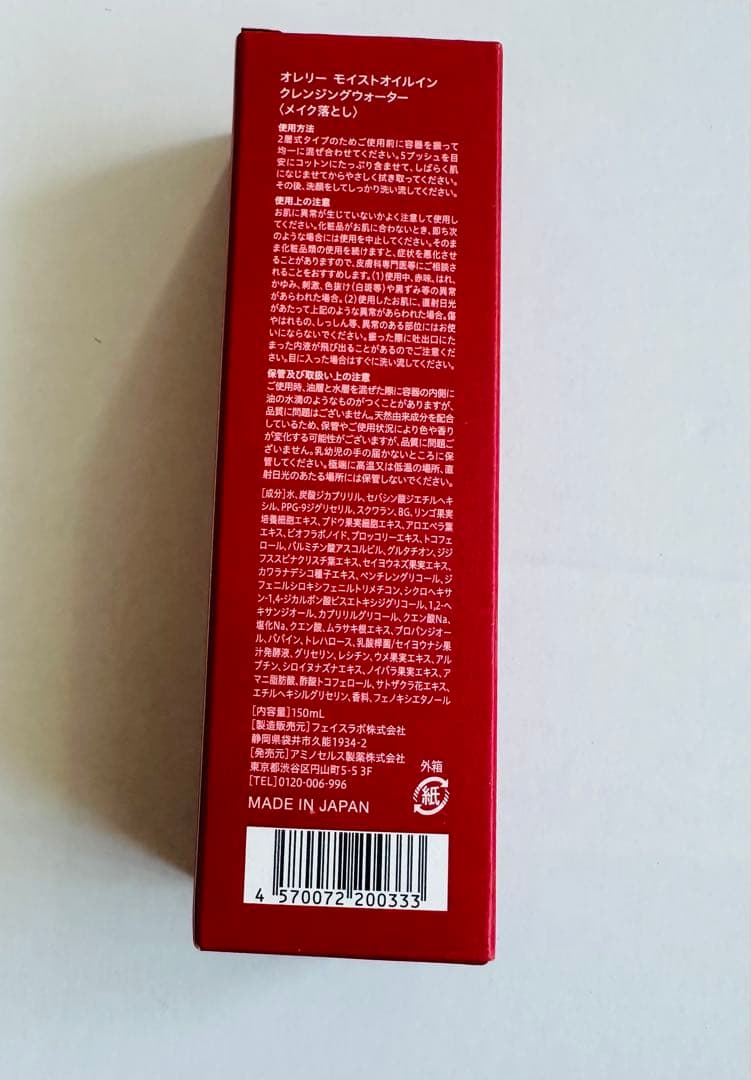 オレリー モイストオイルイン
クレンジングウォーター
〈メイク落とし〉
使用方法
2層式タイプのためご使用前に容器を振って
均一に混ぜ合わせてください。5プッシュを目
安にコットンにたっぷり含ませて、しばらく肌
になじませてからやさしく拭き取ってください。
その後、洗顔をしてしっかり洗い流してください。
使用上の注意
お肌に異常が生じていないかよく注意して使用し
てください。化粧品がお肌に合わないとき、即ち次
のような場合には使用を中止してください。そのま
ま化粧品類の使用を続けますと、症状を悪化させ
ることがありますので、皮膚科専門医等にご相談さ
れることをおすすめします。(1)使用中、赤味、はれ、
かゆみ、刺激、色抜け(白斑等)や黒ずみ等の異常
があらわれた場合。(2)使用したお肌に、直射日光
があたって上記のような異常があらわれた場合。傷
やはれもの、しっしん等、異常のある部位にはお使
いにならないでください。振った際に吐出口にた
まった内液が飛び出ることがあるのでご注意くだ
さい。目に入った場合はすぐに洗い流してください。
保管及び取扱い上の注意
ご使用時、油層と水層を混ぜた際に容器の内側に
油の水滴のようなものがつくことがありますが、
品質に問題はございません。天然由来成分を配合
しているため、保管やご使用状況により色や香り
が変化する可能性がございますが、品質に問題ご
ざいません。乳幼児の手の届かないところに保
管してください。極端に高温又は低温の場所、直
射日光のあたる場所には保管しないでください。
[成分]水、炭酸ジカプリリル、セバシン酸ジエチルヘキ
シル、PPG-9ジグリセリル、スクワラン、BG、リンゴ果実
培養細胞エキス、ブドウ果実細胞エキス、アロエベラ葉
エキス、ビオフラボノイド、ブロッコリーエキス、トコフェ
ロール、パルミチン酸アスコルビル、グルタチオン、ジジ
フススピナクリスチ葉エキス、セイヨウネズ果実エキス、
カワラナデシコ種子エキス、ペンチレングリコール、ジ
フェニルシロキシフェニルトリメチコン、シクロヘキサ
ン-1,4-ジカルボン酸ビスエトキシジグリコール、1,2-ヘ
キサンジオール、カプリリルグリコール、クエン酸Na、
塩化Na、クエン酸、ムラサキ根エキス、プロパンジオー
ル、パパイン、トレハロース、乳酸桿菌/セイヨウナシ果
汁発酵液、グリセリン、レシチン、ウメ果実エキス、アル
ブチン、シロイヌナズナエキス、ノイバラ果実エキス、ア
マニ脂肪酸、酢酸トコフェロール、サトザクラ花エキス、
エチルヘキシルグリセリン、香料、フェノキシエタノール
[内容量]150mL
[製造販売元]フェイスラボ株式会社
静岡県袋井市久能1934-2
[発売元]アミノセルス製薬株式会社
東京都渋谷区円山町5-5 3F
[TEL]0120-006-996
MADE IN JAPAN
外箱
紙
4 570072 200333